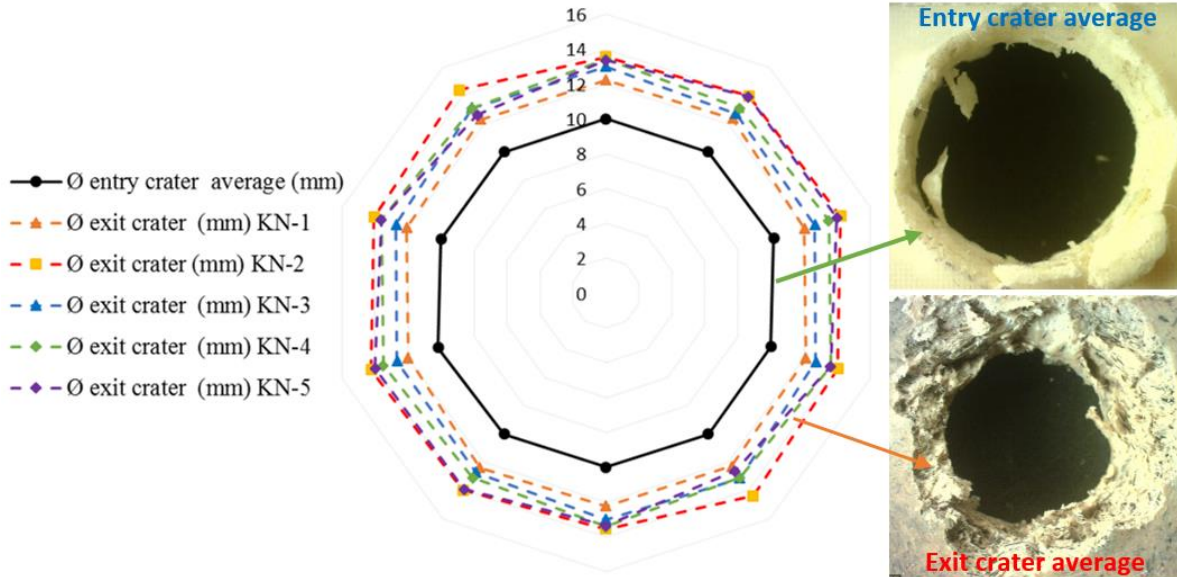 16
14
12
10
8
6
4
2
0
Ø entry crater  average (mm)
Ø exit crater  (mm) KN-1
Ø exit crater (mm) KN-2
Ø exit crater  (mm) KN-3
Ø exit crater  (mm) KN-4
Ø exit crater  (mm) KN-5
Entry crater average
Exit crater average